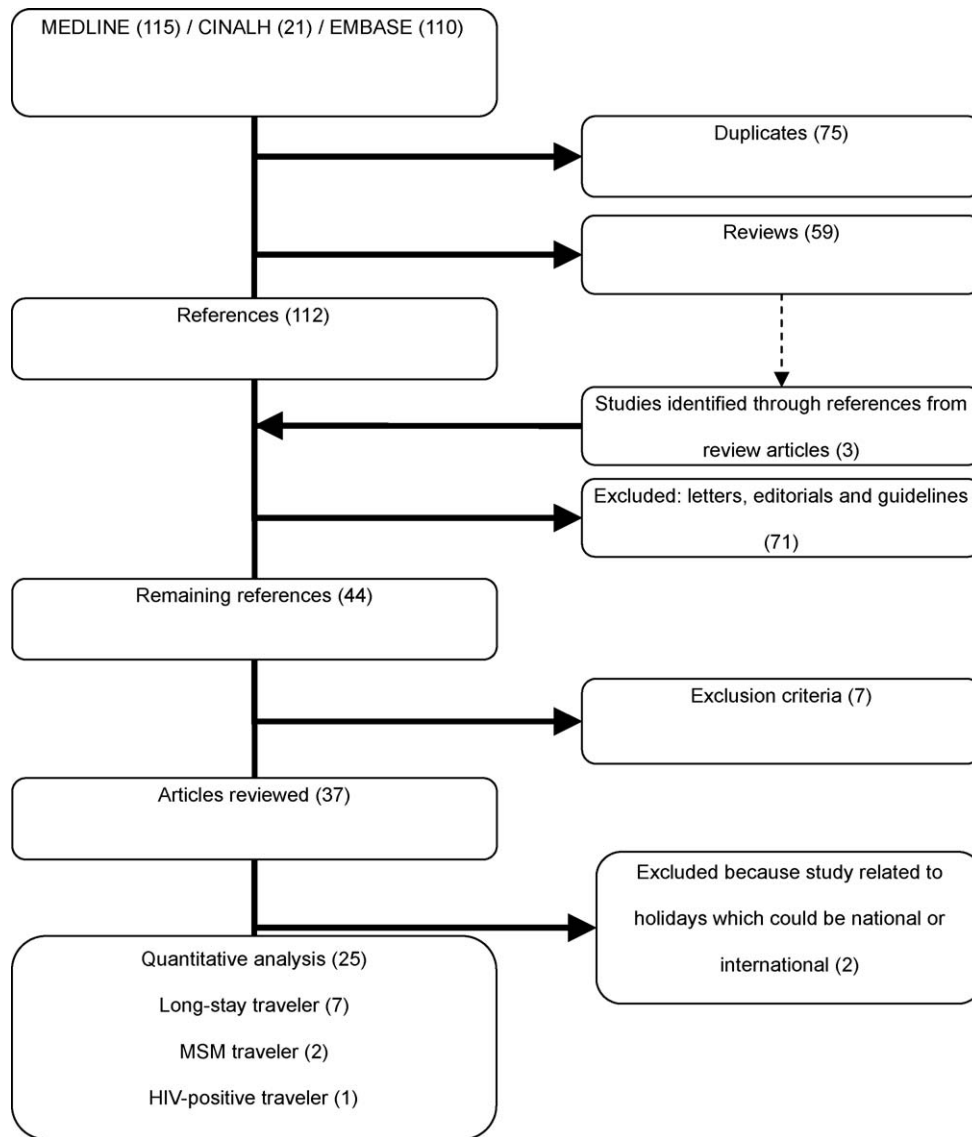 MEDLINE (115) / CINALH (21) / EMBASE (110)
Duplicates (75)
Reviews (59)
References (112)
Studies identified through references from
review articles (3)
Excluded: letters, editorials and guidelines
(71)
Remaining references (44)
Exclusion criteria (7)
Articles reviewed (37)
Excluded because study related to
holidays which could be national or
international (2)
Quantitative analysis (25)
Long-stay traveler (7)
MSM traveler (2)
HIV-positive traveler (1)